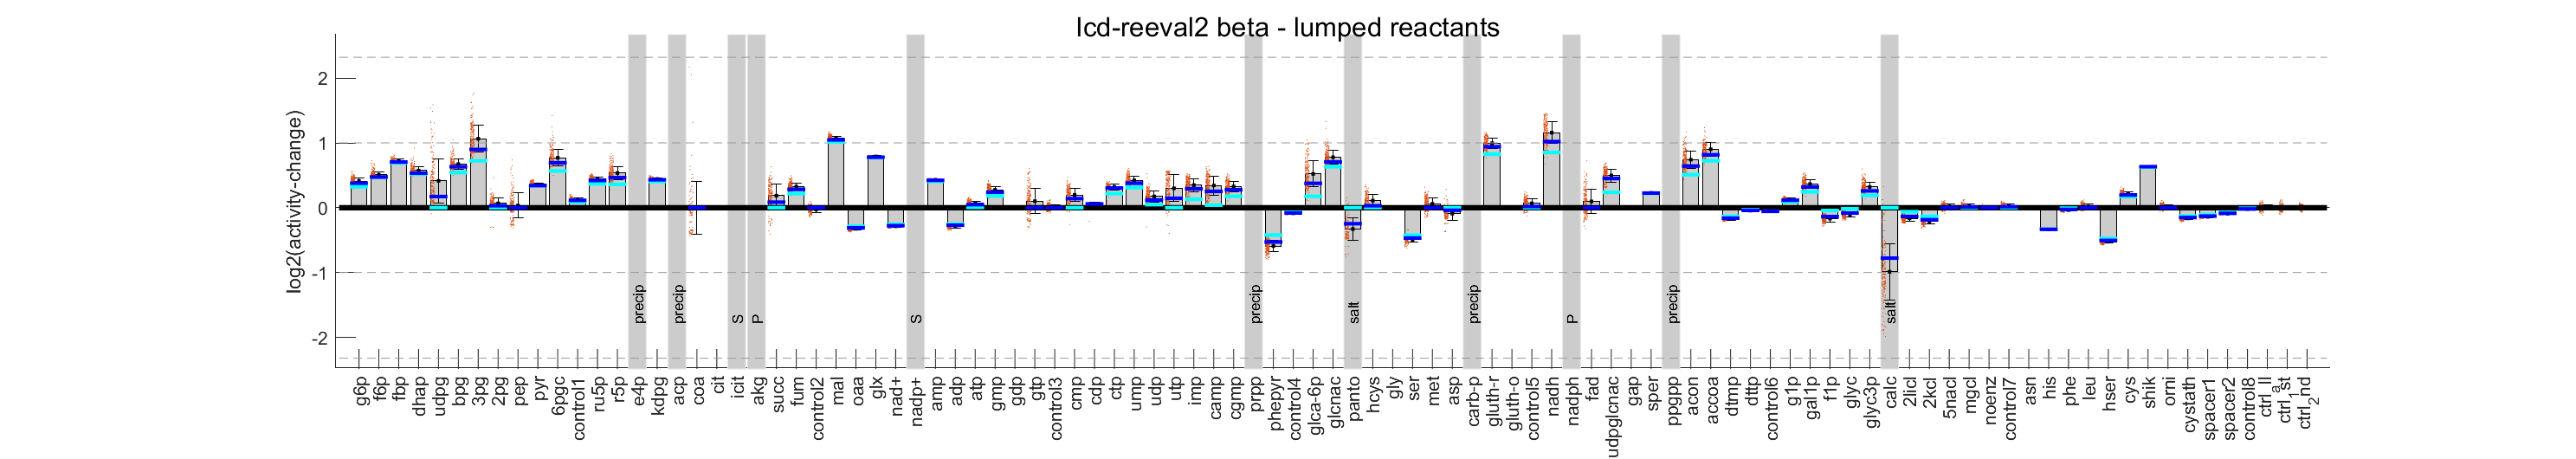 Icd-reeval2 beta - lumped reactants
log2(activity-change)
2
1
0
-1
-2
precip
precip
S
P
S
precip
salt
precip
P
precip
salt
g6p
f6p
fbp
dhap
udpg
bpg
3pg
2pg
pep
pyr
6pgc
control1
ru5p
r5p
e4p
kdpg
acp
coa
cit
icit
akg
succ
fum
control2
mal
oaa
glx
nad+
nadp+
amp
adp
atp
gmp
gdp
gtp
control3
cmp
cdp
ctp
ump
udp
utp
imp
camp
cgmp
prpp
phepyr
control4
glca-6p
glcnac
panto
hcys
gly
ser
met
asp
carb-p
gluth-r
gluth-o
control5
nadh
nadph
fad
udpglcnac
gap
sper
ppgpp
acon
accoa
dtmp
dttp
control6
g1p
gal1p
f1p
glyc
glyc3p
calc
2licl
2kcl
5nacl
mgcl
noenz
control7
asn
his
phe
leu
hser
cys
shik
orni
cystath
spacer1
spacer2
control8
ctrl II
ctrl1ast
ctrl2nd